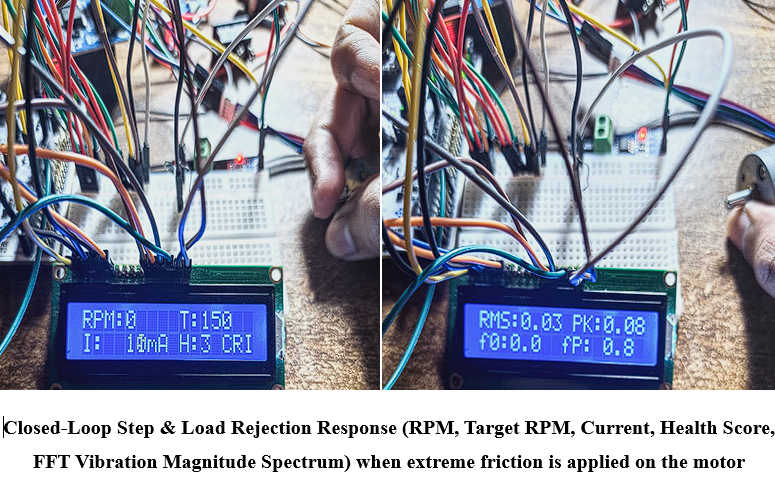 RPM:0 T:150
I: mA H:3 CRI
RMS:0.03 PK:0.08
f0:0.0 fP: 0.8
Closed-Loop Step & Load Rejection Response (RPM, Target RPM, Current, Health Score,
FFT Vibration Magnitude Spectrum) when extreme friction is applied on the motor